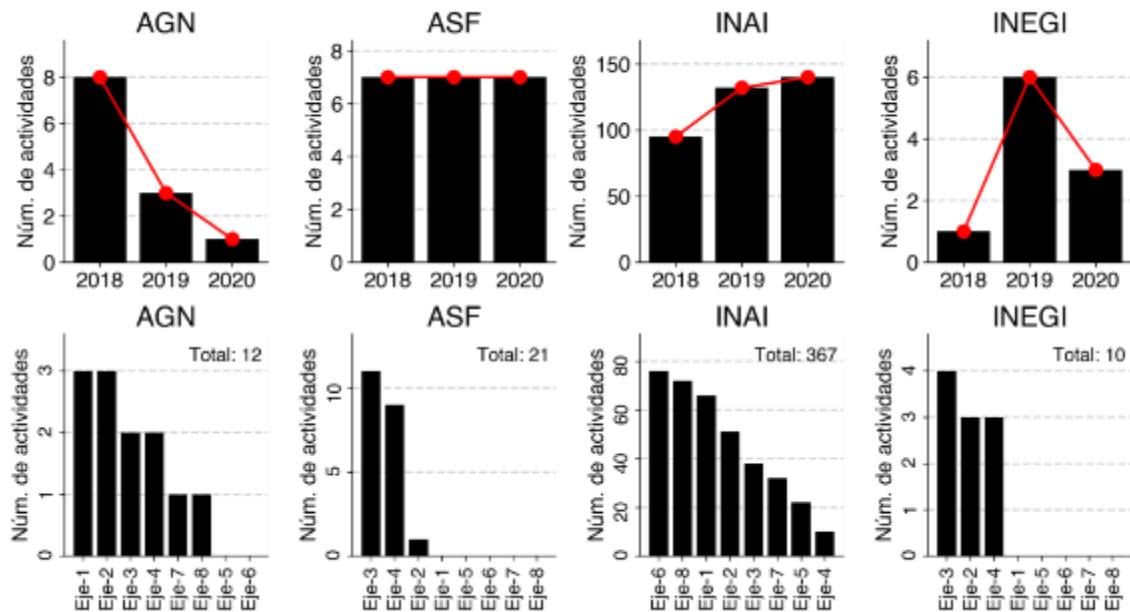 AGN
ASF
INAI
INEGI
Núm. de actividades
0
2
4
6
8
2018
2019
2020
Núm. de actividades
0
2
4
6
8
2018
2019
2020
Núm. de actividades
0
50
100
150
2018
2019
2020
Núm. de actividades
0
2
4
6
2018
2019
2020
AGN
ASF
INAI
INEGI
Total: 12
Núm. de actividades
0
1
2
3
Eje-1
Eje-2
Eje-3
Eje-4
Eje-7
Eje-8
Eje-5
Eje-6
Total: 21
Núm. de actividades
0
5
10
Eje-3
Eje-4
Eje-2
Eje-1
Eje-5
Eje-6
Eje-7
Eje-8
Total: 367
Núm. de actividades
0
20
40
60
80
Eje-6
Eje-8
Eje-1
Eje-2
Eje-3
Eje-7
Eje-5
Eje-4
Total: 10
Núm. de actividades
0
1
2
3
4
Eje-3
Eje-2
Eje-4
Eje-1
Eje-5
Eje-6
Eje-7
Eje-8